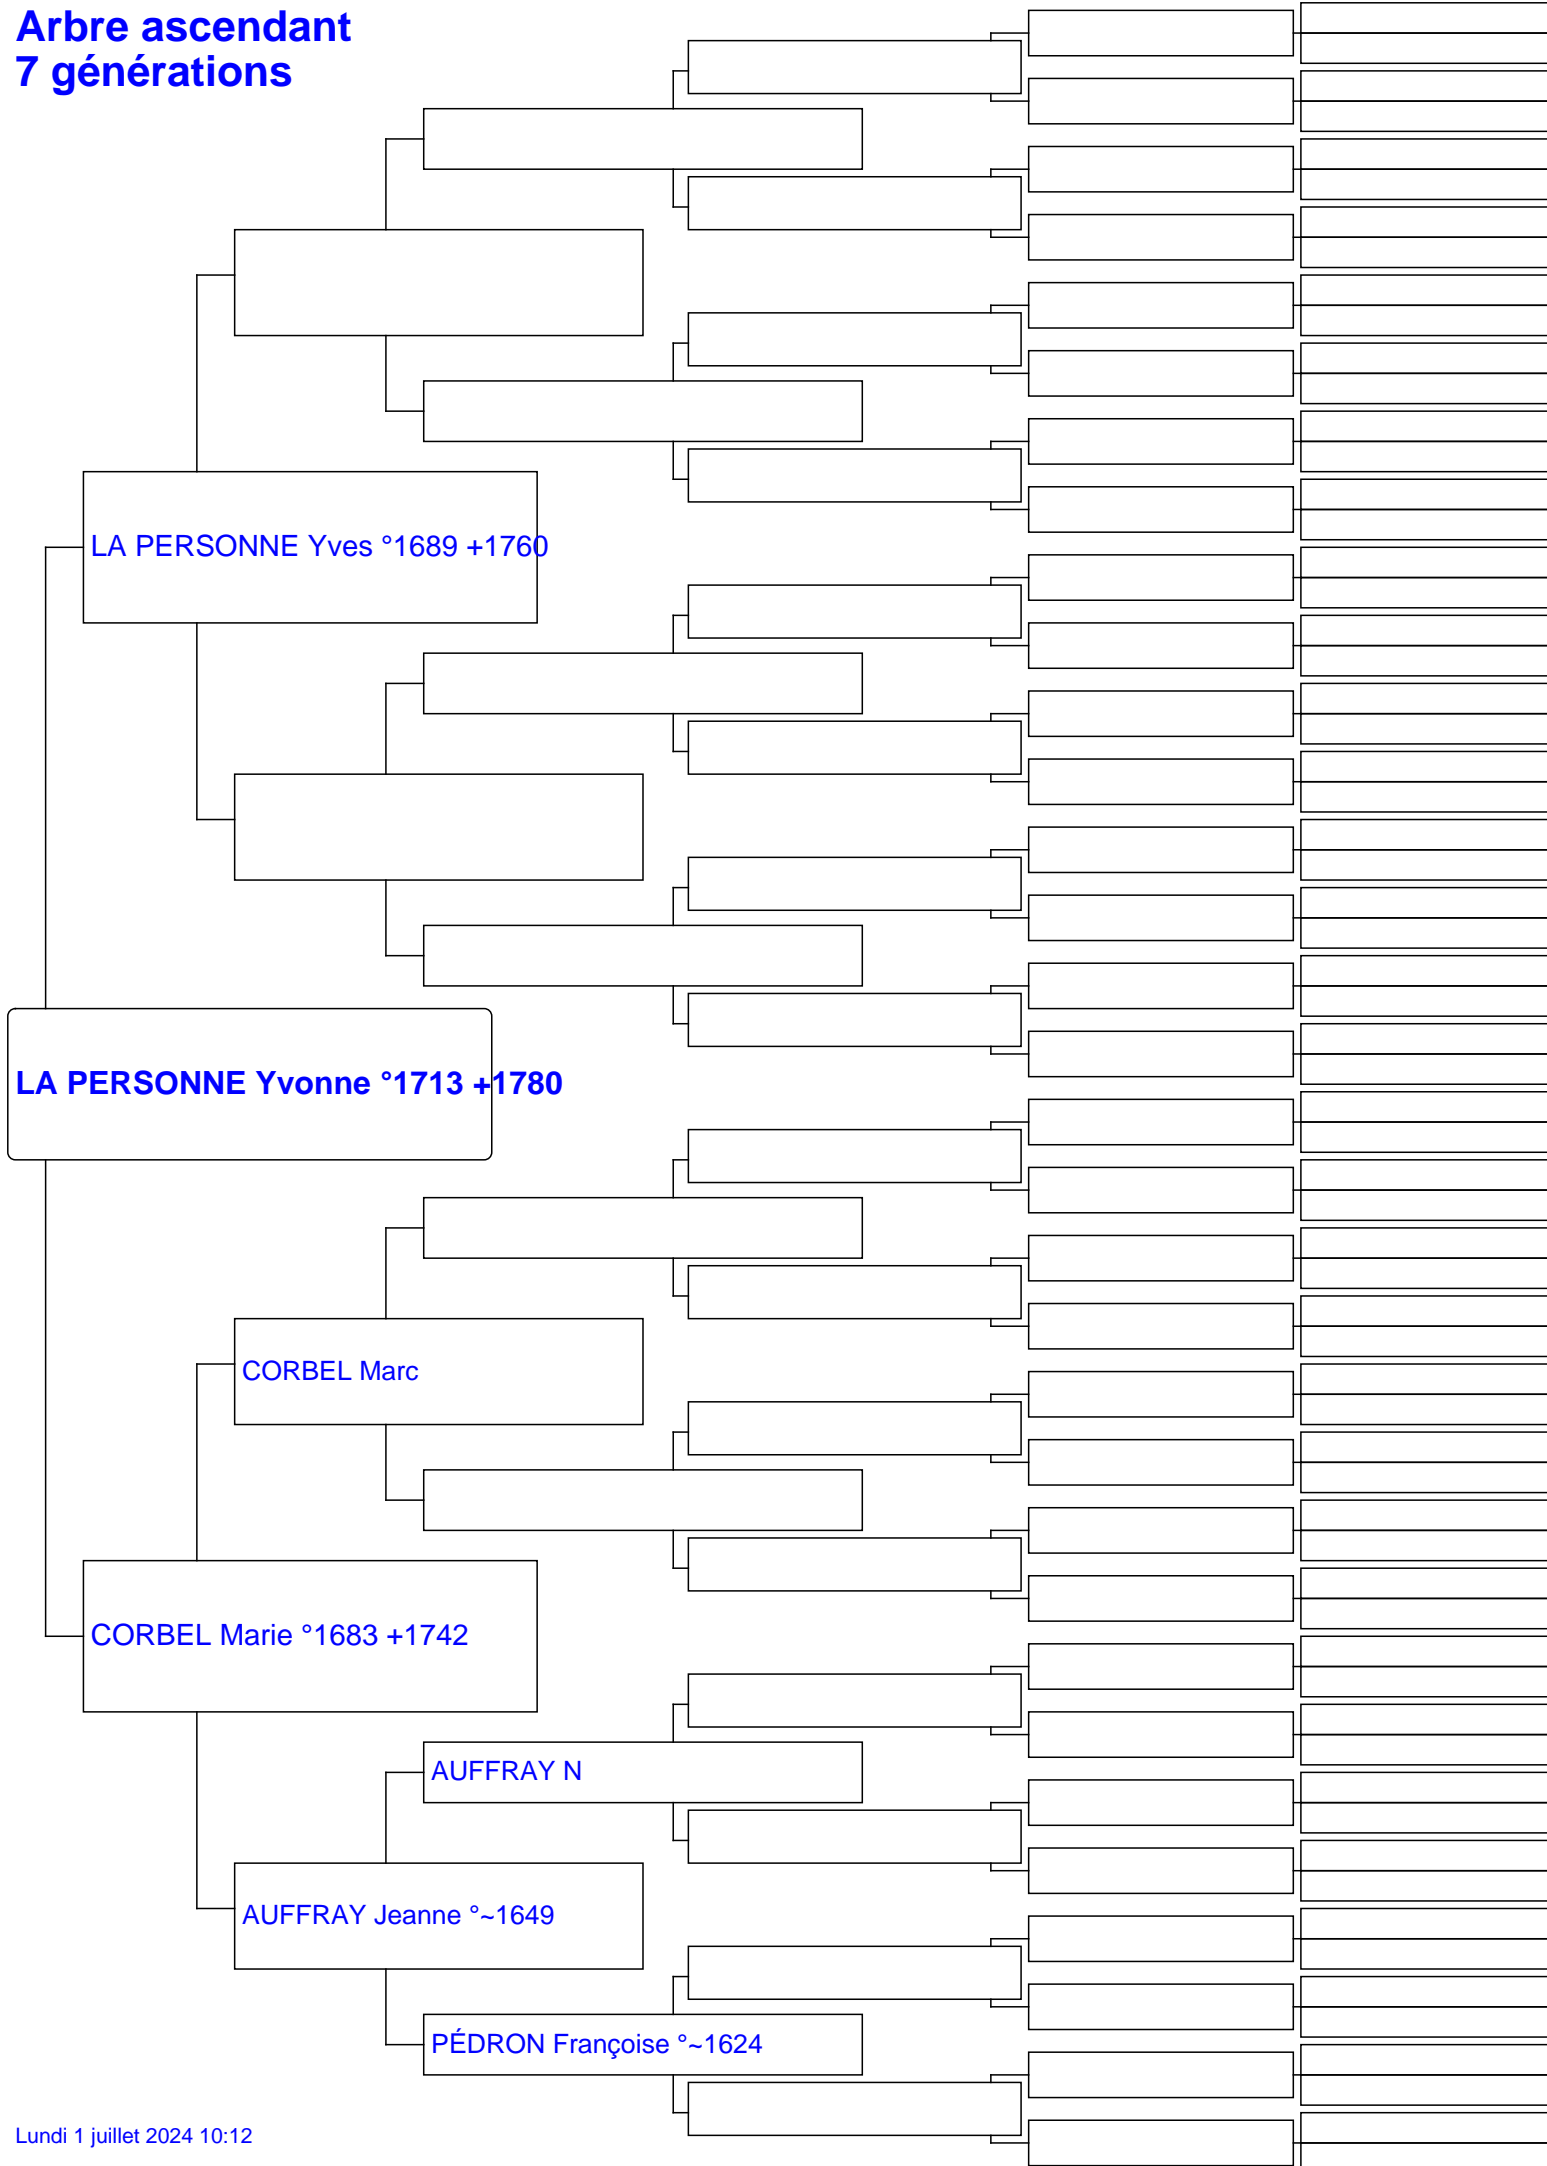 Arbre ascendant
7 générations
LA PERSONNE Yves °1689 +1760
LA PERSONNE Yvonne °1713 +1780
CORBEL Marc
CORBEL Marie °1683 +1742
AUFFRAY N
AUFFRAY Jeanne °~1649
PÉDRON Françoise °~1624
Lundi 1 juillet 2024 10:12